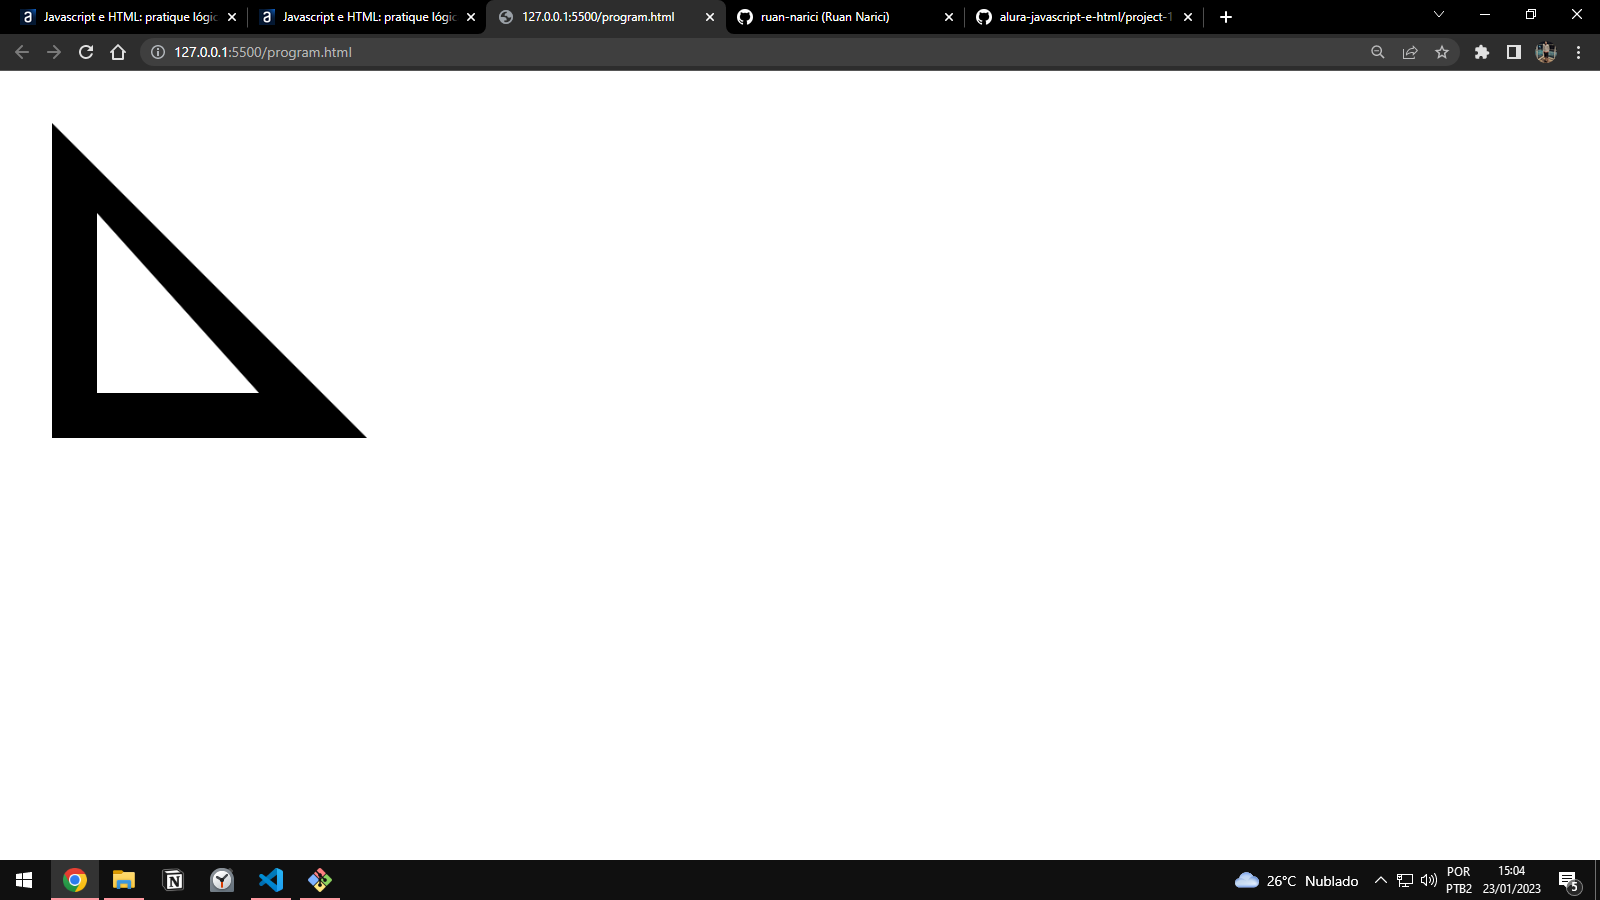 Javascript e HTML: pratique lógic
Javascript e HTML: pratique lógic
127.0.0.1:5500/program.html
ruan-narici (Ruan Narici)
alura-javascript-e-html/project-1
127.0.0.1:5500/program.html
26°C Nublado
POR
PTB2
15:04
23/01/2023
5